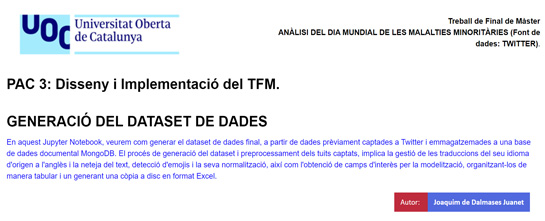 UOC
Universitat Oberta
de Catalunya
Treball de Final de Máster
ANÀLISI DEL DIA MUNDIAL DE LES MALALTIES MINORITÀRIES (Font de
dades: TWITTER).
PAC 3: Disseny i Implementació del TFM.
GENERACIÓ DEL DATASET DE DADES
En aquest Jupyter Notebook, veurem com generar el dataset de dades final, a partir de dades prèviament captades a Twitter i emmagatzemades a una base
de dades documental MongoDB. El procés de generació del dataset i preprocessament dels tuits captats, implica la gestió de les traduccions del seu idioma
d'origen a l'anglès i la neteja del text, detecció d'emojis i la seva normalització, així com l'obtenció de camps d'interès per la modelització, organitzant-los de
manera tabular i un generant una còpia a disc en format Excel.
Autor: Joaquim de Dalmases Juanet